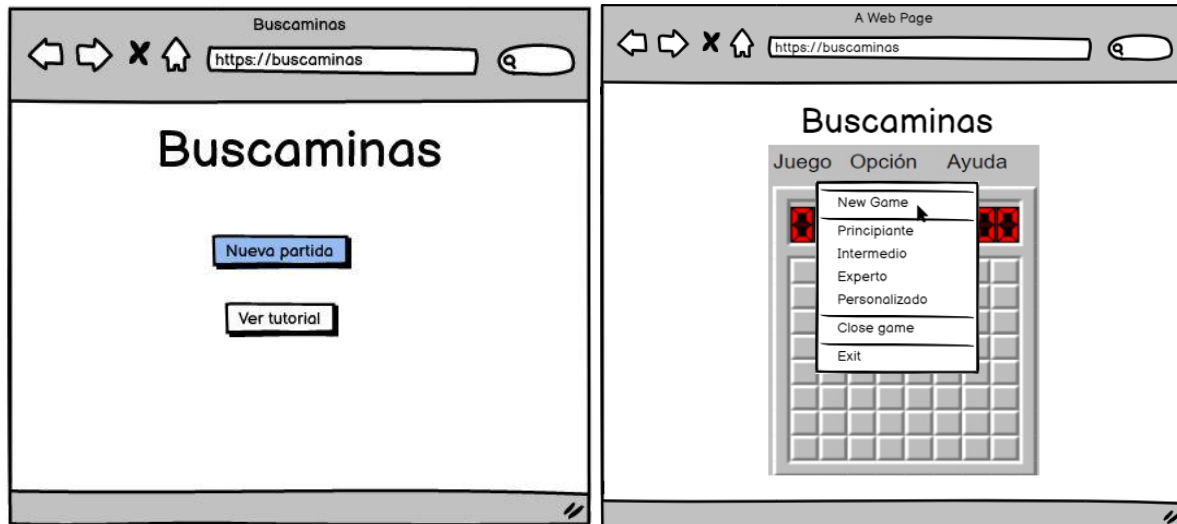 Buscaminas
https://buscaminas
Buscaminas
Nueva partida
Ver tutorial
A Web Page
https://buscaminas
Buscaminas
Juego Opción Ayuda
New Game
Principiante
Intermedio
Experto
Personalizado
Close game
Exit